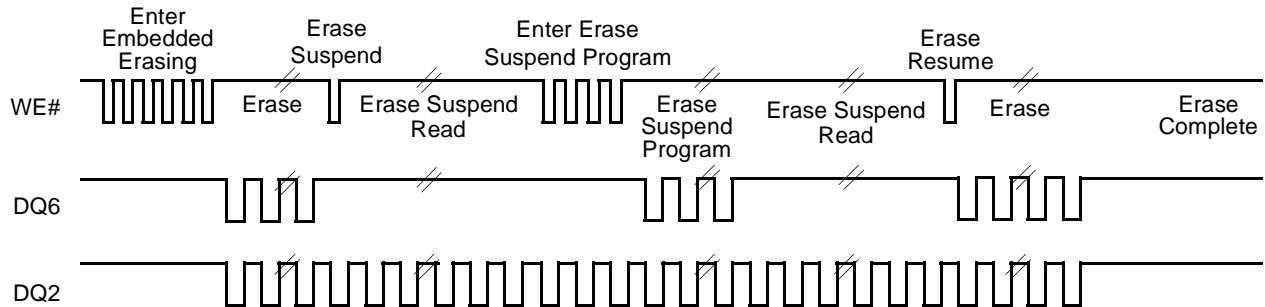 Enter
Embedded
Erasing
Erase
Suspend
Enter Erase
Suspend Program
Erase
Resume
WE#
Erase
Erase Suspend
Read
Erase
Suspend
Program
Erase Suspend
Read
Erase
Erase
Complete
DQ6
DQ2